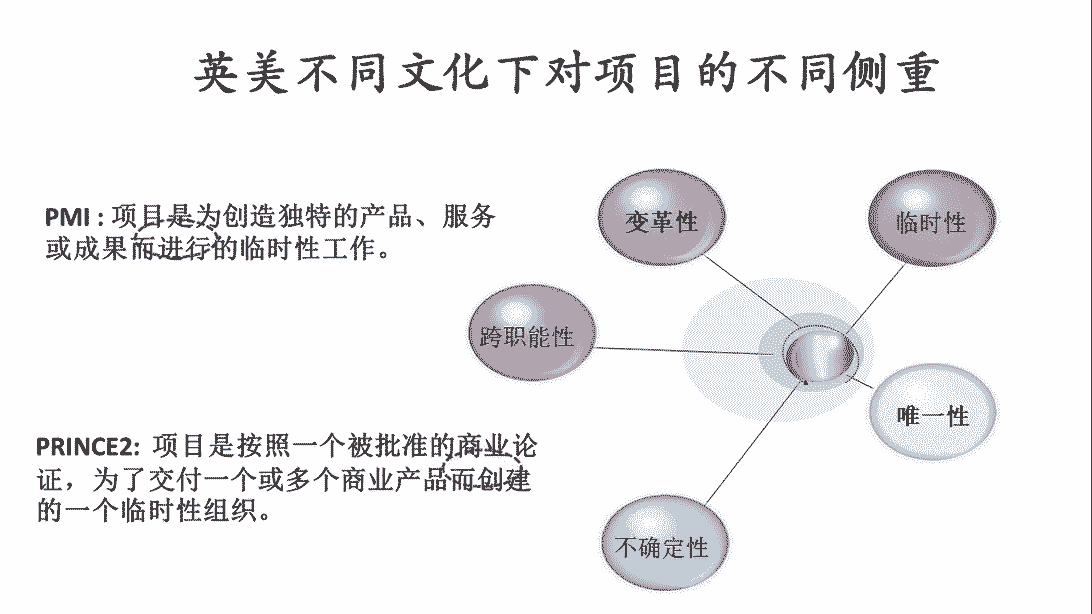 英美不同文化下对项目的不同侧重
PMI : 项目是为创造独特的产品、服务
或成果而进行的临时性工作。
变革性
临时性
跨职能性
唯一性
PRINCE2: 项目是按照一个被批准的商业论
证，为了交付一个或多个商业产品而创建
的一个临时性组织。
不确定性